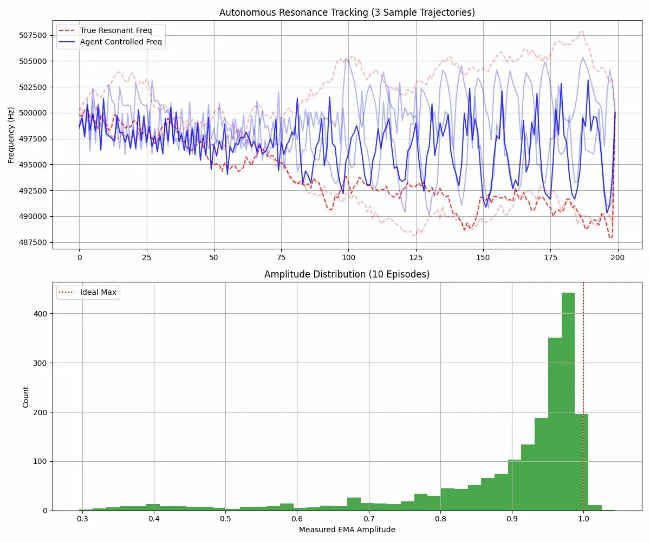 Autonomous Resonance Tracking (3 Sample Trajectories)
True Resonant Freq
Agent Controlled Freq
Frequency (Hz)
507500
505000
502500
500000
497500
495000
492500
490000
487500
0 25 50 75 100 125 150 175 200
Amplitude Distribution (10 Episodes)
Ideal Max
Count
400
300
200
100
0
0.3 0.4 0.5 0.6 0.7 0.8 0.9 1.0
Measured EMA Amplitude